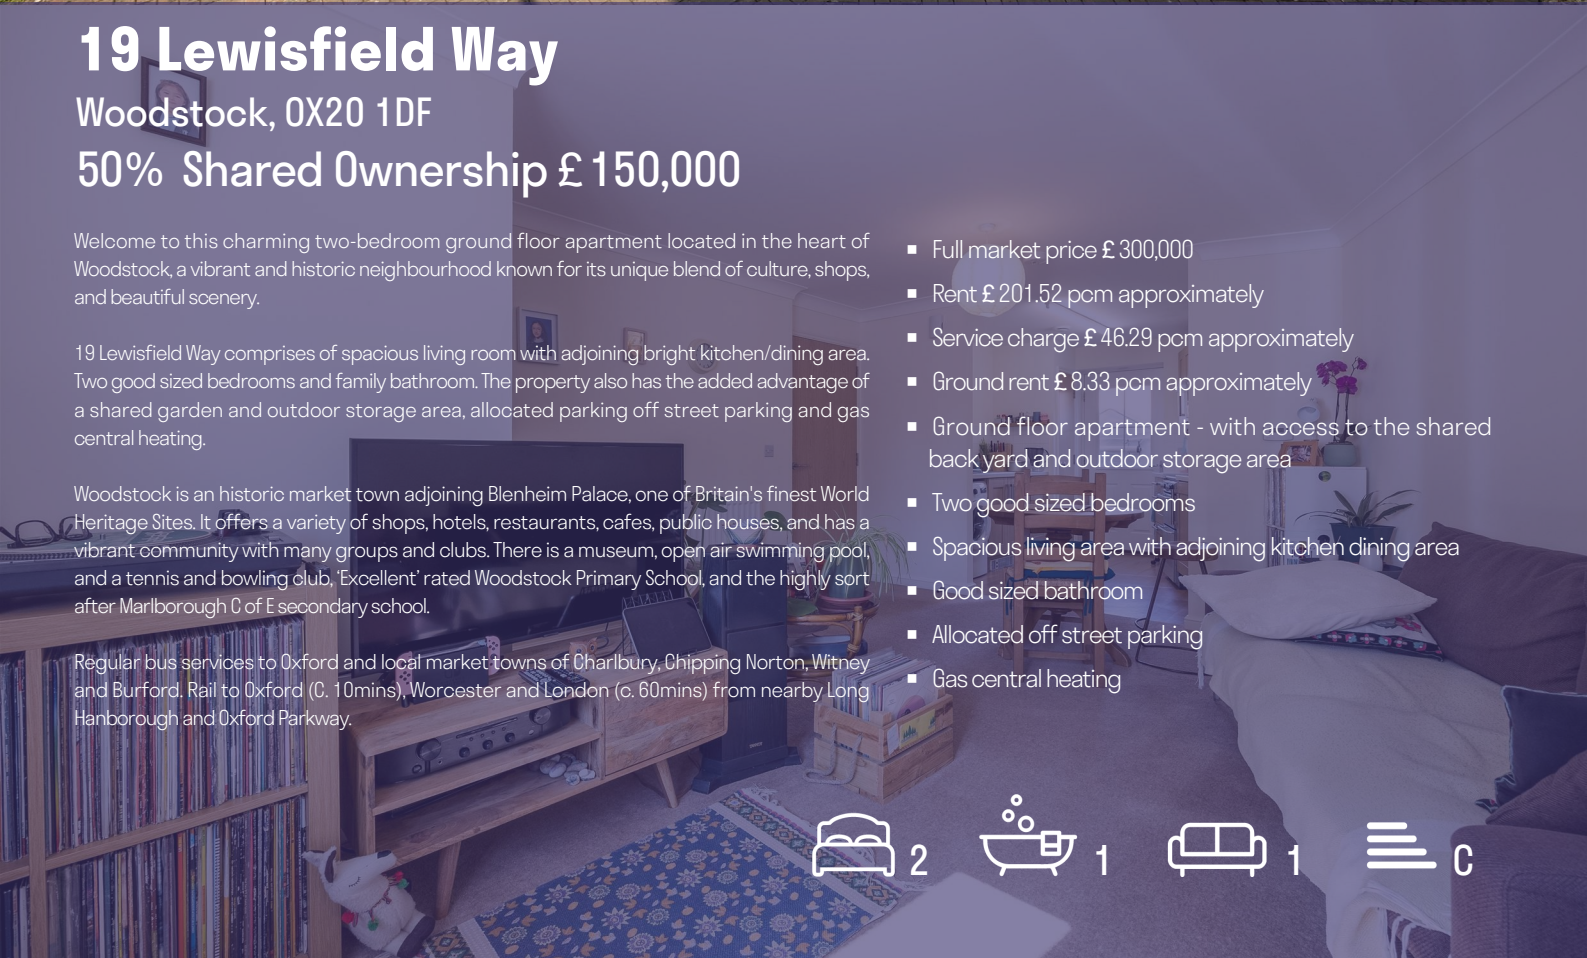 19 Lewisfield Way
Woodstock, OX20 1DF
50% Shared Ownership £150,000
Welcome to this charming two-bedroom ground floor apartment located in the heart of
Woodstock, a vibrant and historic neighbourhood known for its unique blend of culture, shops,
and beautiful scenery.
19 Lewisfield Way comprises of spacious living room with adjoining bright kitchen/dining area.
Two good sized bedrooms and family bathroom. The property also has the added advantage of
a shared garden and outdoor storage area, allocated parking off street parking and gas
central heating.
Woodstock is an historic market town adjoining Blenheim Palace, one of Britain's finest World
Heritage Sites. It offers a variety of shops, hotels, restaurants, cafes, public houses, and has a
vibrant community with many groups and clubs. There is a museum, open air swimming pool,
and a tennis and bowling club, ‘Excellent’ rated Woodstock Primary School, and the highly sort
after Marlborough C of E secondary school.
Regular bus services to Oxford and local market towns of Charlbury, Chipping Norton, Witney
and Burford. Rail to Oxford (C. 10mins), Worcester and London (c. 60mins) from nearby Long
Hanborough and Oxford Parkway.
▪ Full market price £300,000
▪ Rent £201.52 pcm approximately
▪ Service charge £46.29 pcm approximately
▪ Ground rent £8.33 pcm approximately
▪ Ground floor apartment - with access to the shared
back yard and outdoor storage area
▪ Two good sized bedrooms
▪ Spacious living area with adjoining kitchen dining area
▪ Good sized bathroom
▪ Allocated off street parking
▪ Gas central heating
2 1 1 C